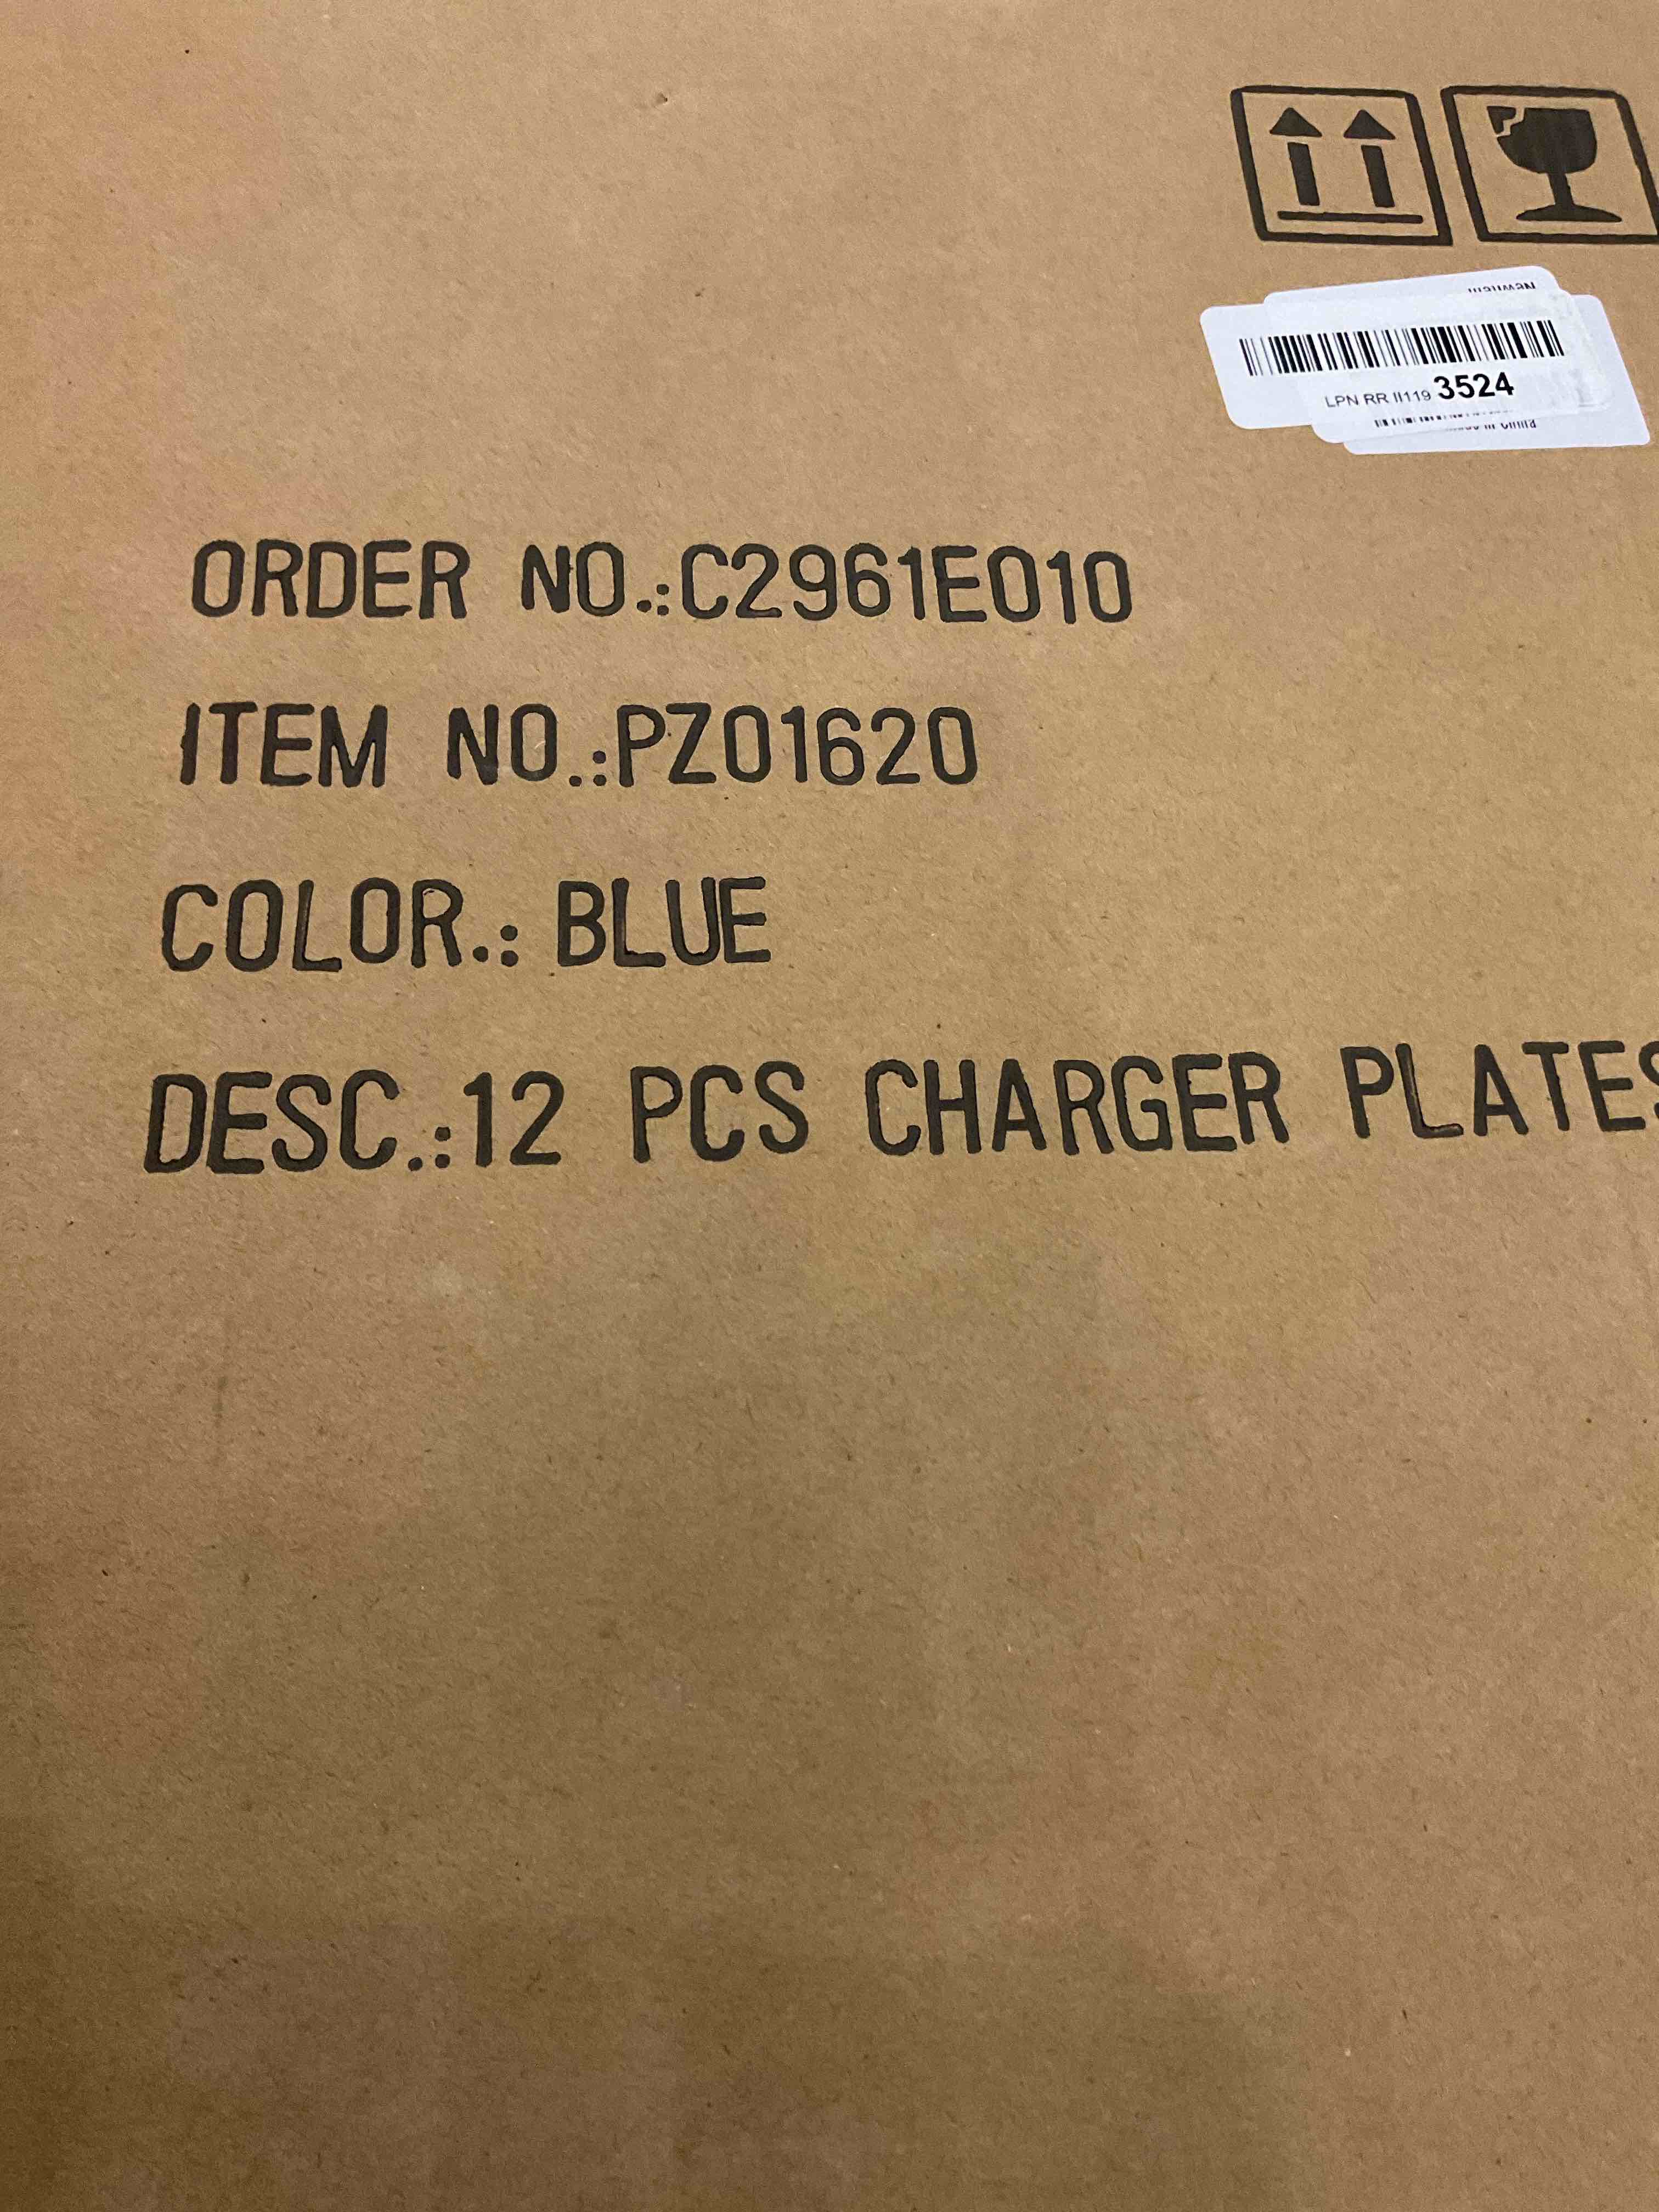 LPN RR II119 3524
ORDER NO.:C2961E010
ITEM NO.:PZ01620
COLOR.: BLUE
DESC.:12 PCS CHARGER PLATES